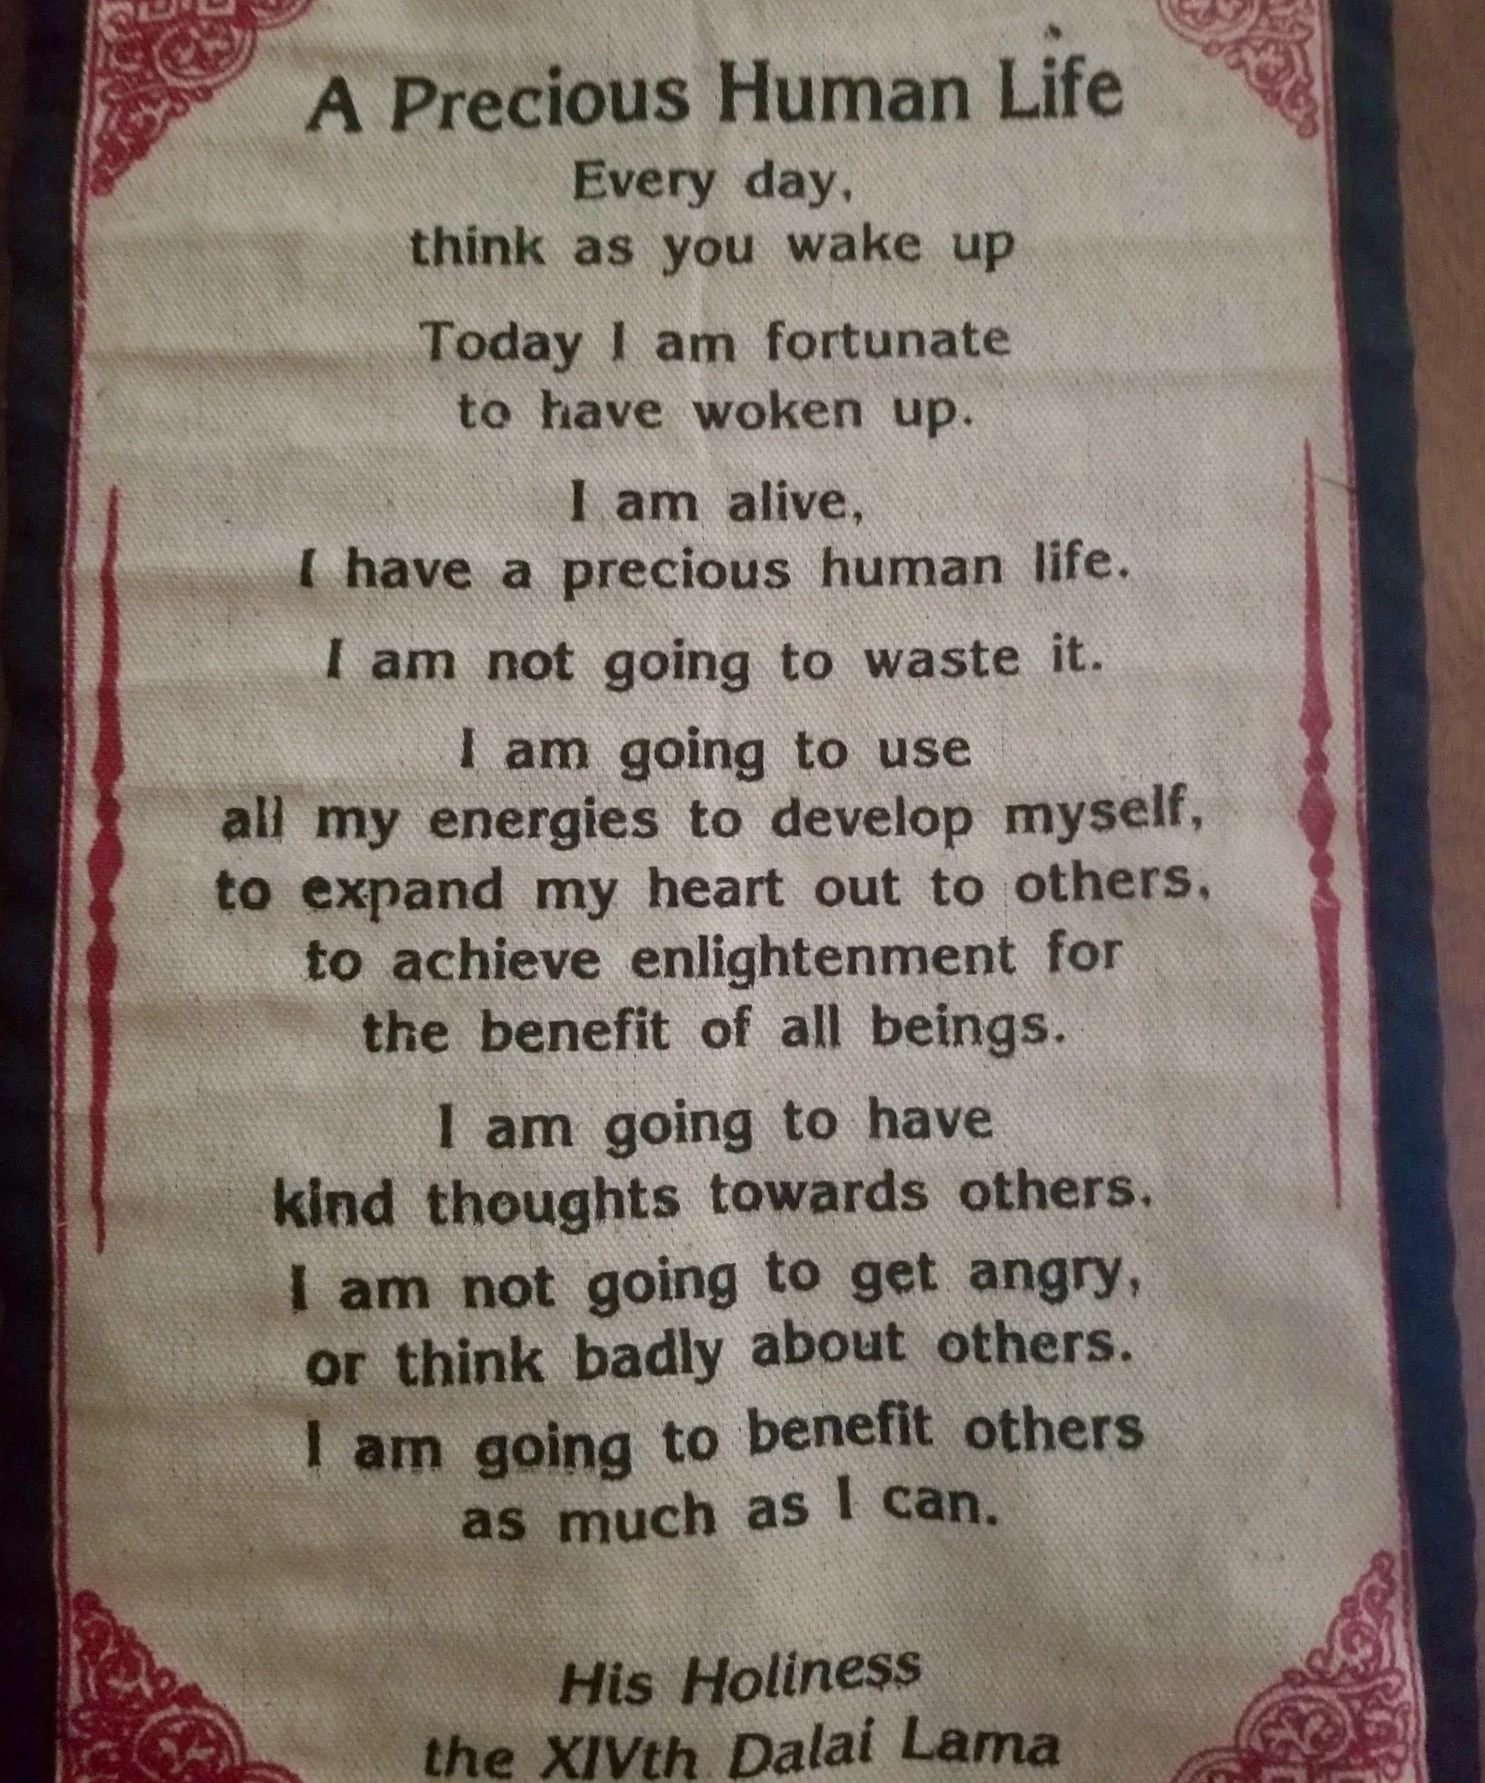 A Precious Human Life
Every day,
think as you wake up
Today I am fortunate
to have woken up.
I am alive,
I have a precious human life.
I am not going to waste it.
I am going to use
all my energies to develop myself,
to expand my heart out to others,
to achieve enlightenment for
the benefit of all beings.
I am going to have
kind thoughts towards others.
I am not going to get angry,
or think badly about others.
I am going to benefit others
as much as I can.
His Holiness
the XIVth Dalai Lama